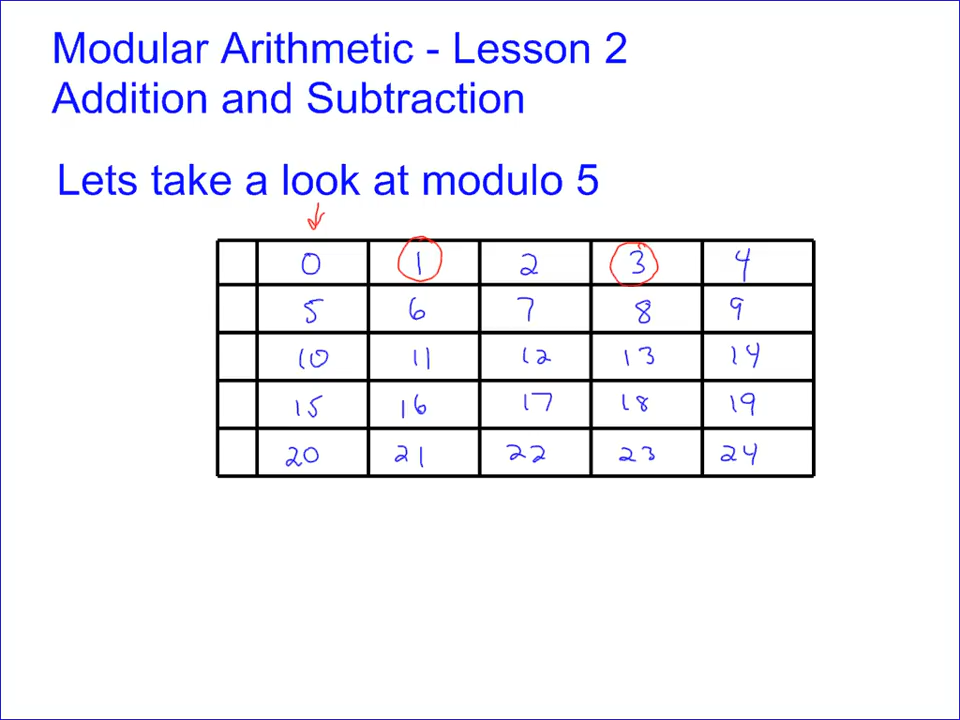 Modular Arithmetic - Lesson 2
Addition and Subtraction
Lets take a look at modulo 5
0 1 2 3 4
5 6 7 8 9
10 11 12 13 14
15 16 17 18 19
20 21 22 23 24